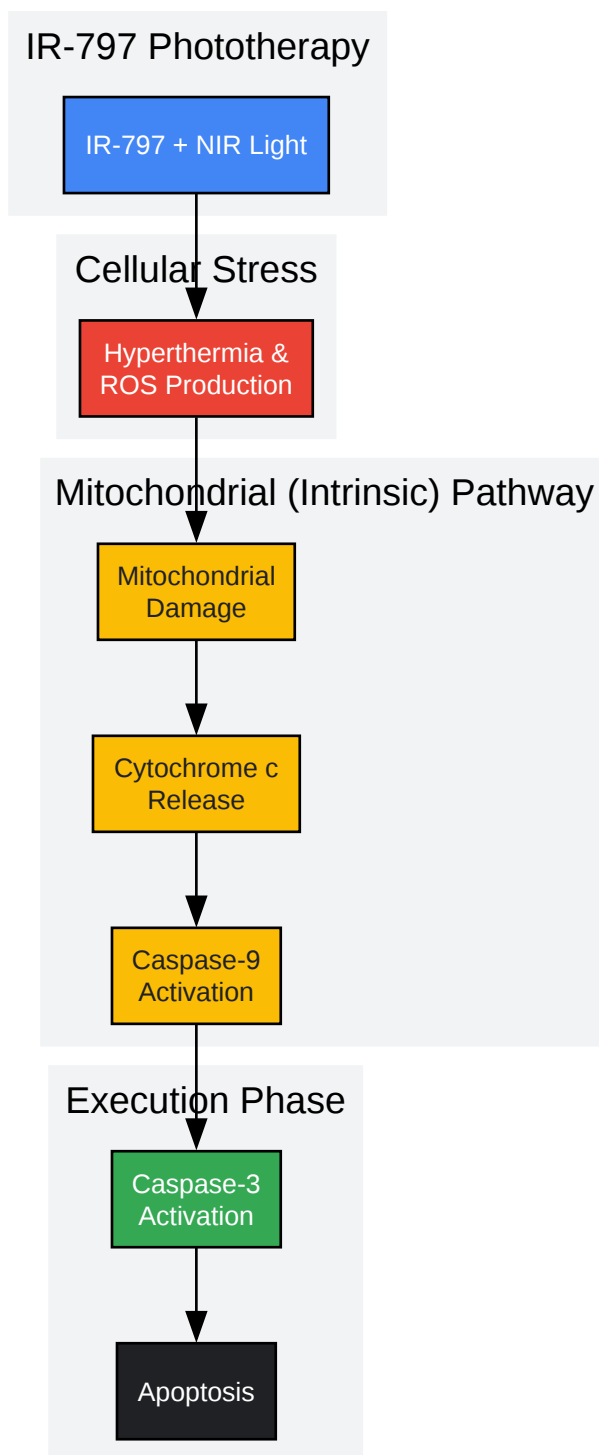 IR-797 Phototherapy
IR-797 + NIR Light
Cellular Stress
Hyperthermia &
ROS Production
Mitochondrial (Intrinsic) Pathway
Mitochondrial
Damage
Cytochrome c
Release
Caspase-9
Activation
Execution Phase
Caspase-3
Activation
Apoptosis